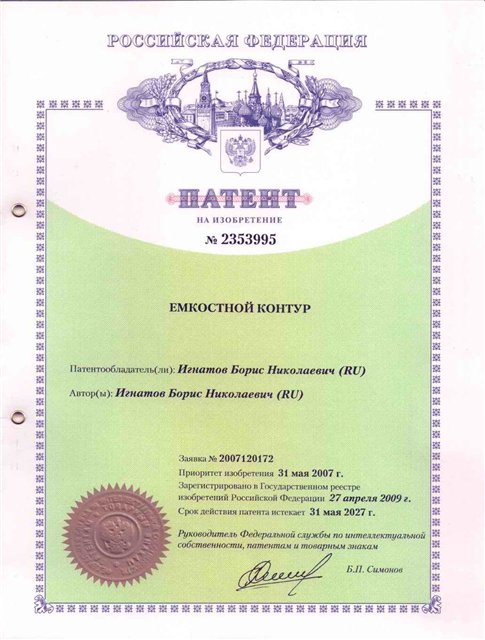 РОССИЙСКАЯ ФЕДЕРАЦИЯ
ПАТЕНТ
НА ИЗОБРЕТЕНИЕ
№ 2353995
ЕМКОСТНОЙ КОНТУР
Патентообладатель(ли): Игнатов Борис Николаевич (RU)
Автор(ы): Игнатов Борис Николаевич (RU)
Заявка № 2007120172
Приоритет изобретения 31 мая 2007 г.
Зарегистрировано в Государственном реестре
изобретений Российской Федерации 27 апреля 2009 г.
Срок действия патента истекает 31 мая 2027 г.
Руководитель Федеральной службы по интеллектуальной
собственности, патентам и товарным знакам
Б.П. Симонов